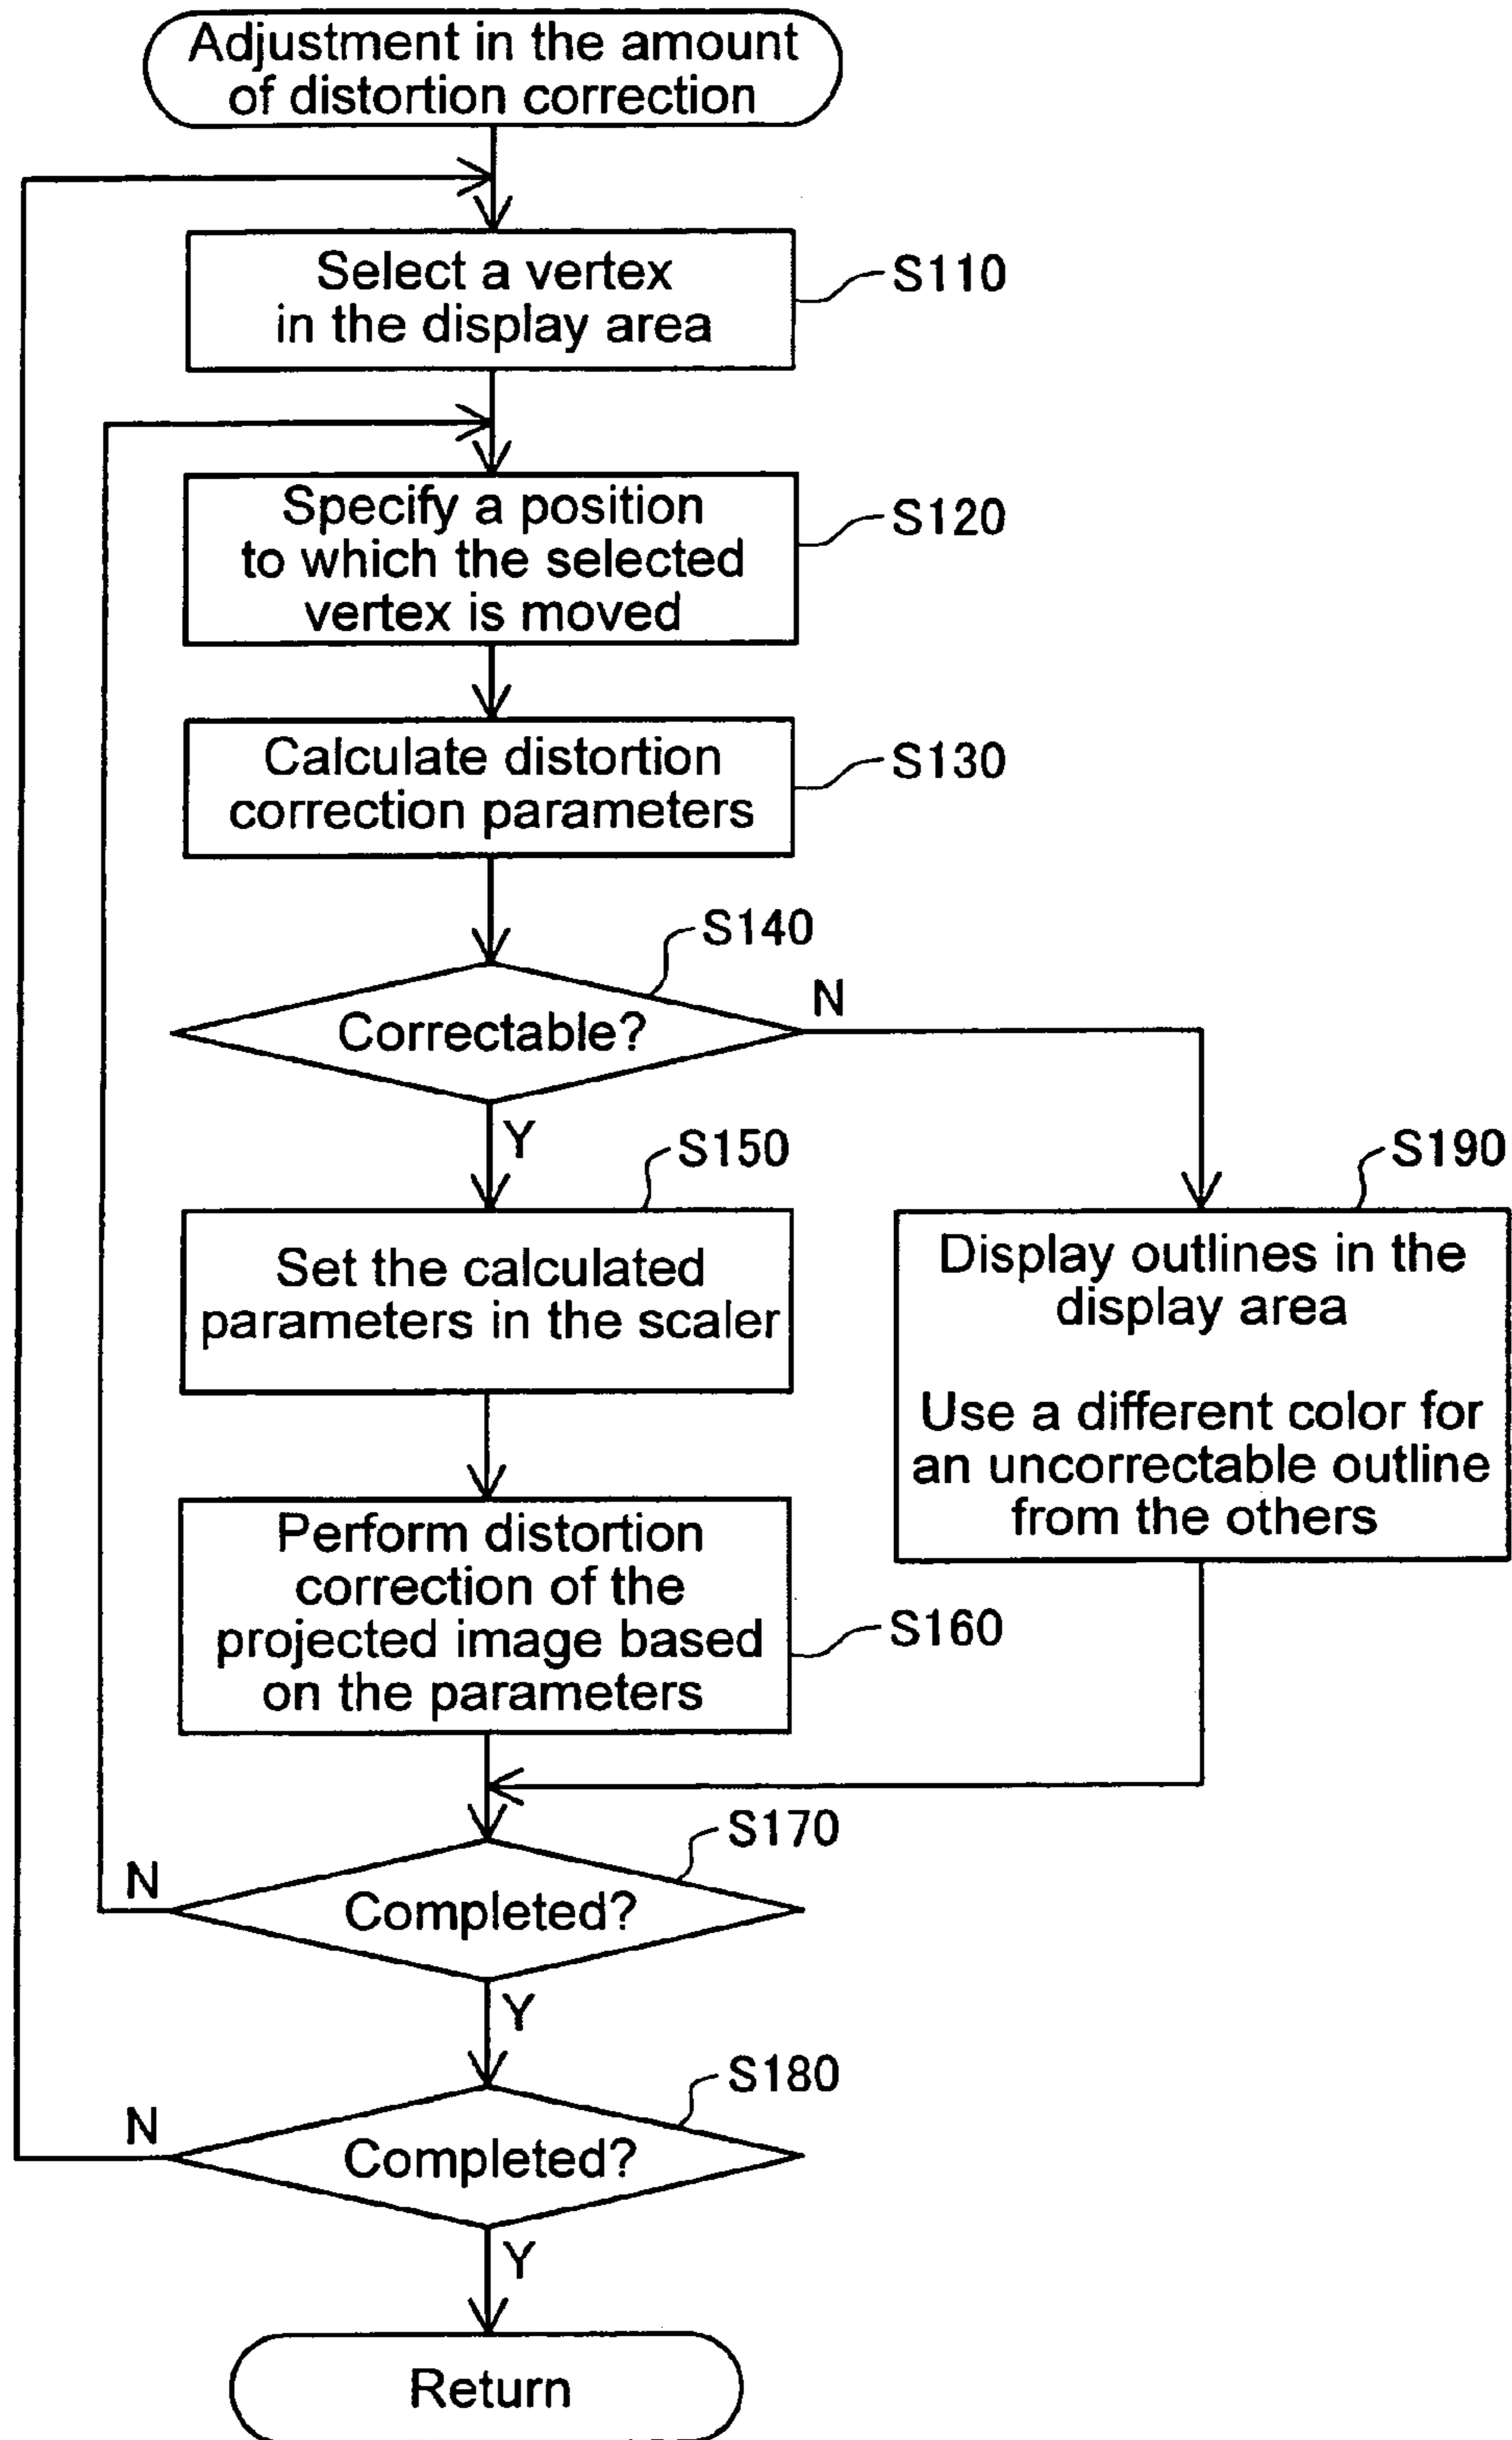 Adjustment in the amount
of distortion correction
Select a vertex
in the display area
S110
Specify a position
to which the selected
vertex is moved
S120
Calculate distortion
correction parameters
S130
S140
Correctable?
N
Y
S150
Set the calculated
parameters in the scaler
S190
Display outlines in the
display area
Use a different color for
an uncorrectable outline
from the others
Perform distortion
correction of the
projected image based
on the parameters
S160
S170
Completed?
N
Y
S180
Completed?
N
Y
Return